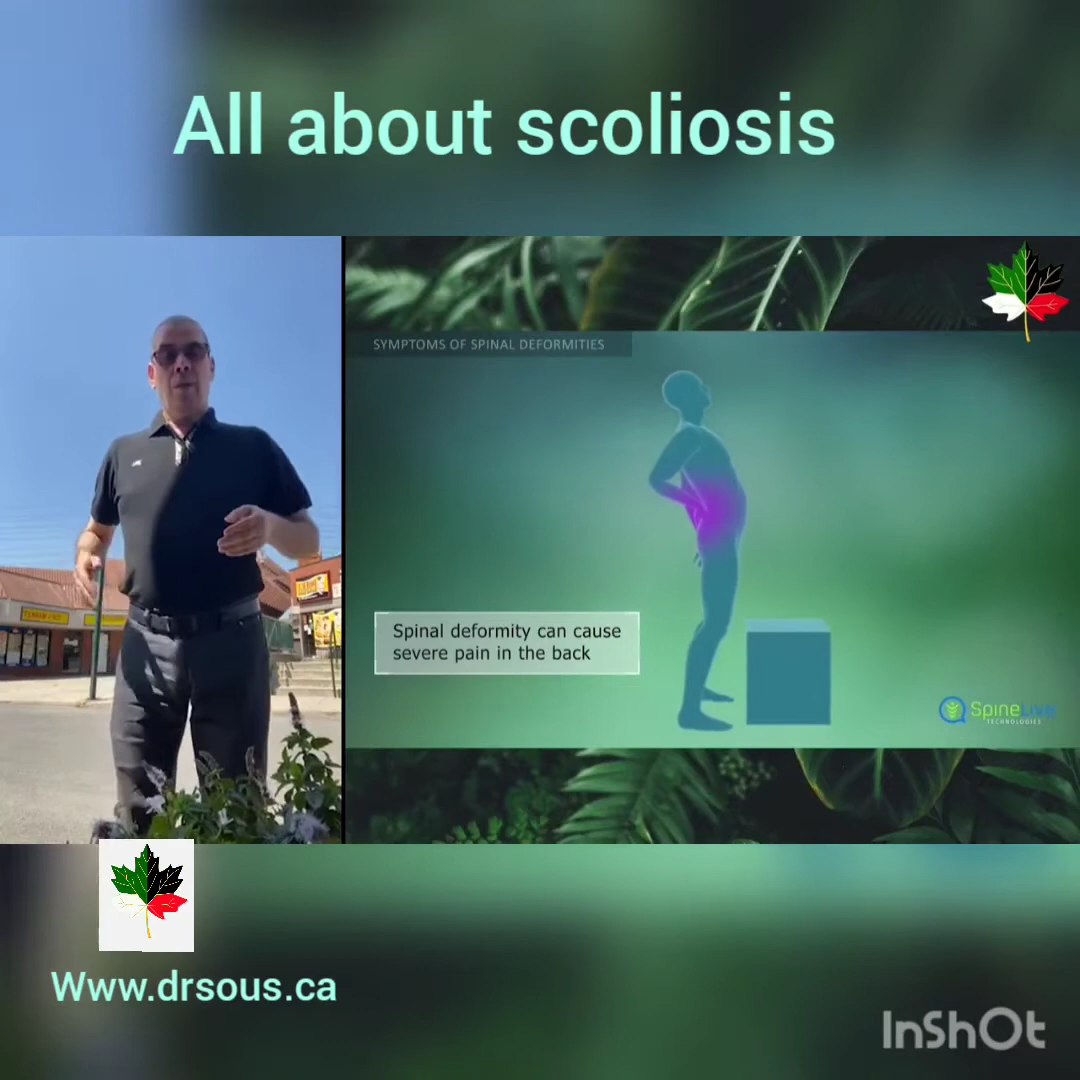 All about scoliosis
SYMPTOMS OF SPINAL DEFORMITIES
Spinal deformity can cause
severe pain in the back
SpineLive
TECHNOLOGIES
Www.drsous.ca
InShOt